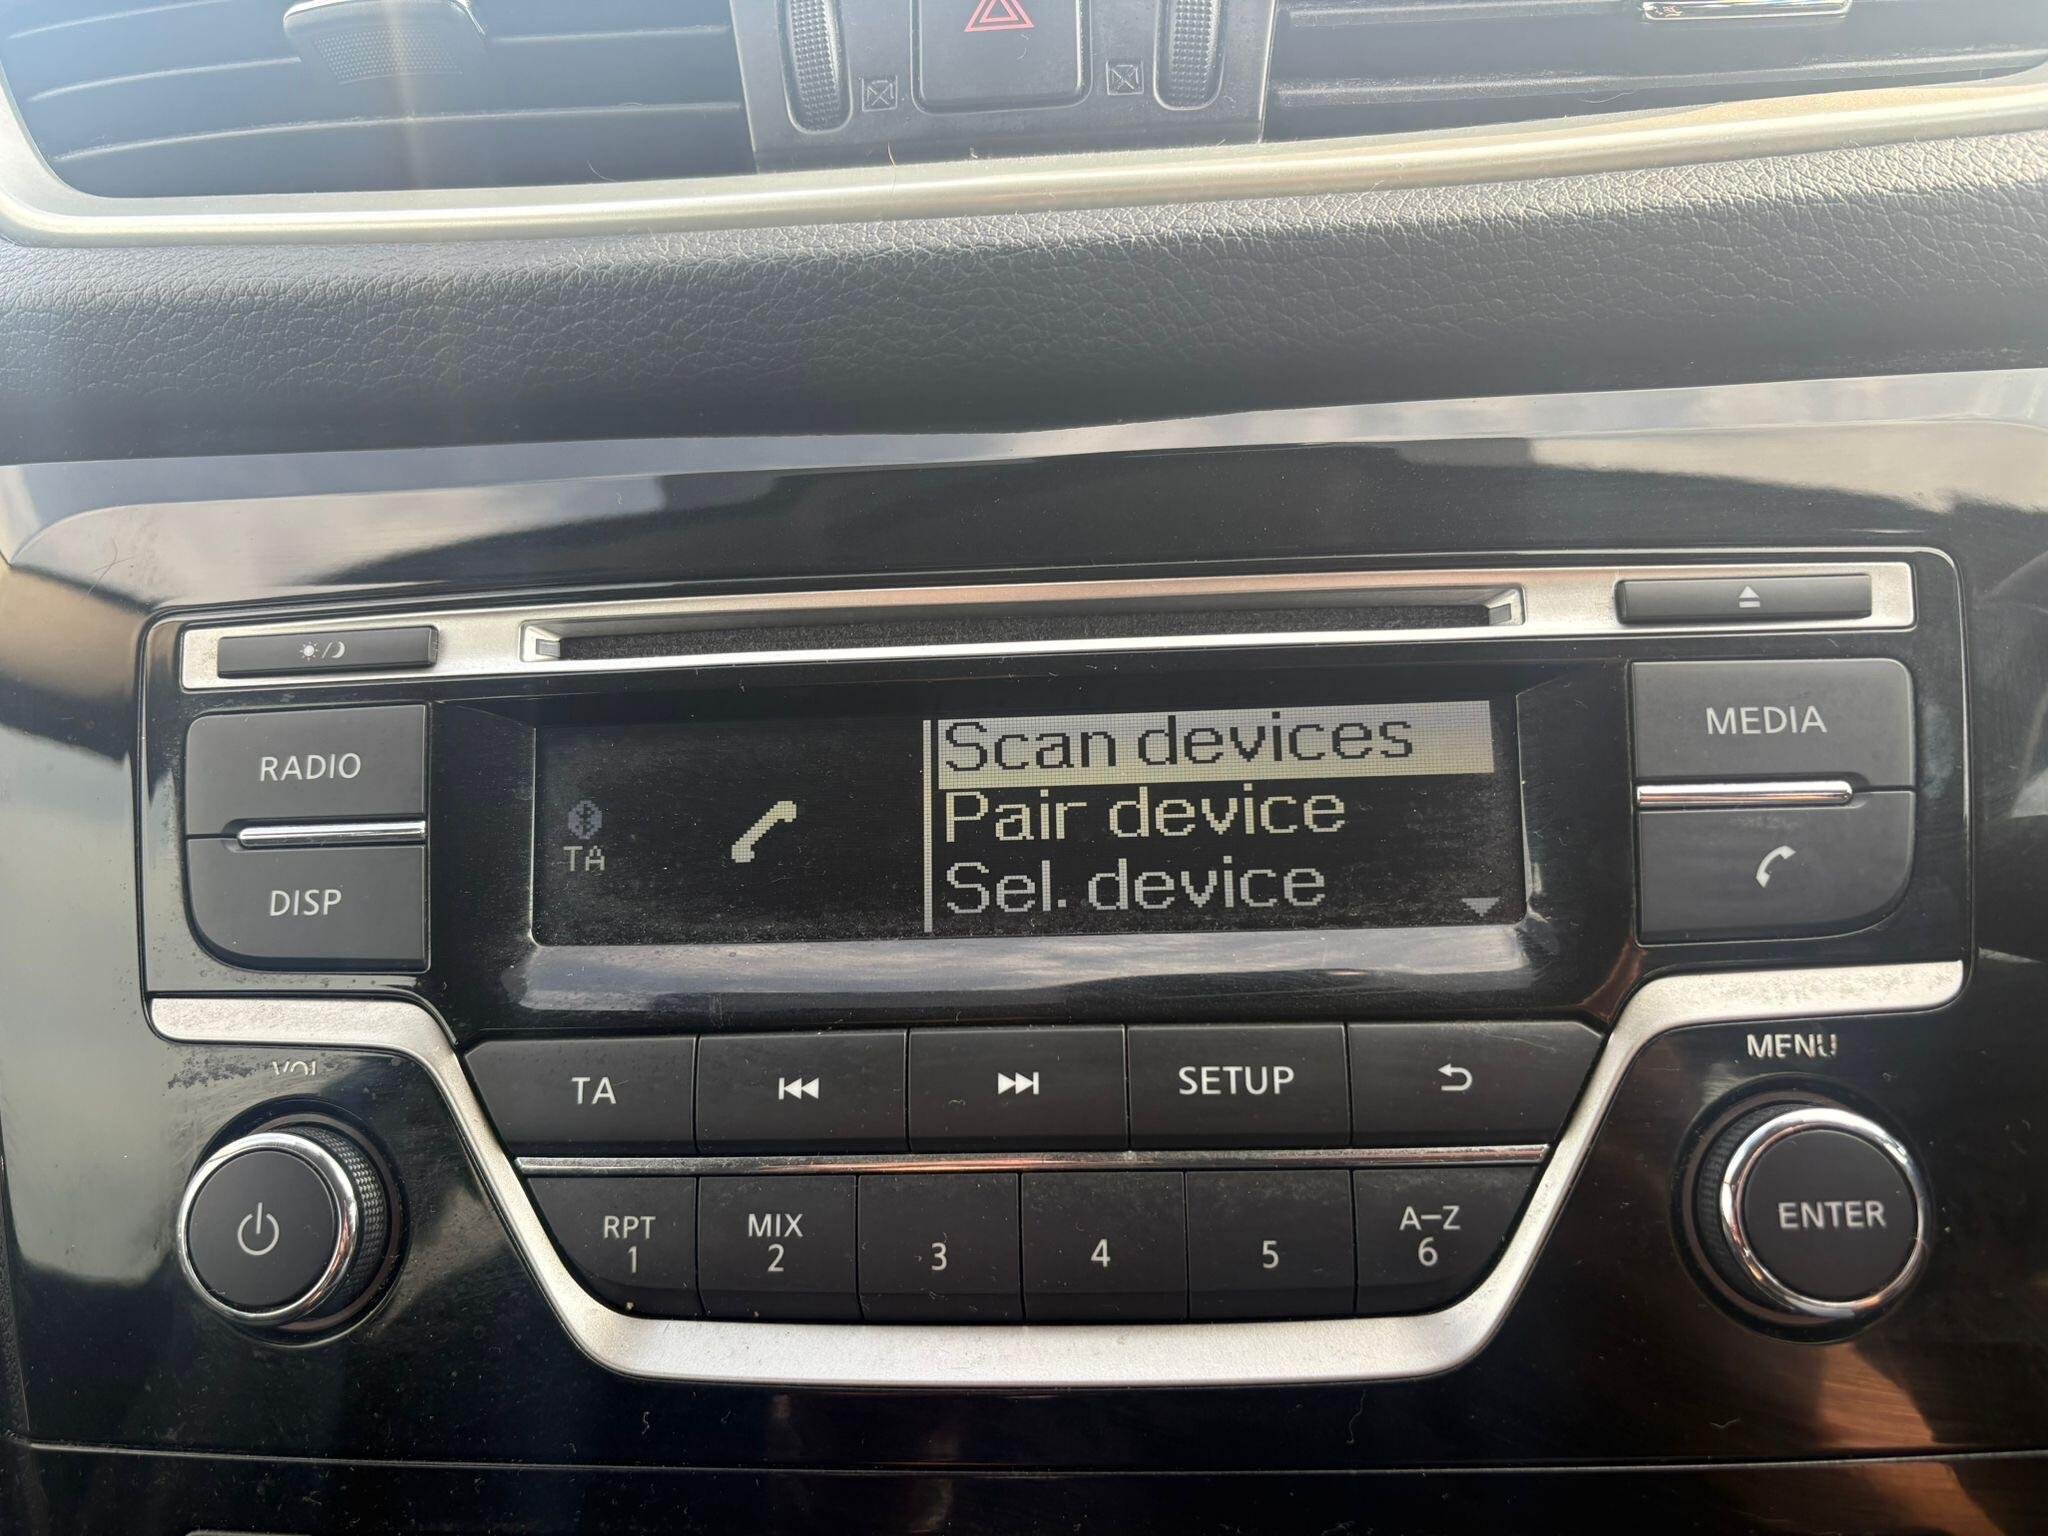 RADIO
DISP
TA
Scan devices
Pair device
Sel. device
MEDIA
VOL
MENU
TA
SETUP
RPT
1
MIX
2
3
4
5
A-Z
6
ENTER